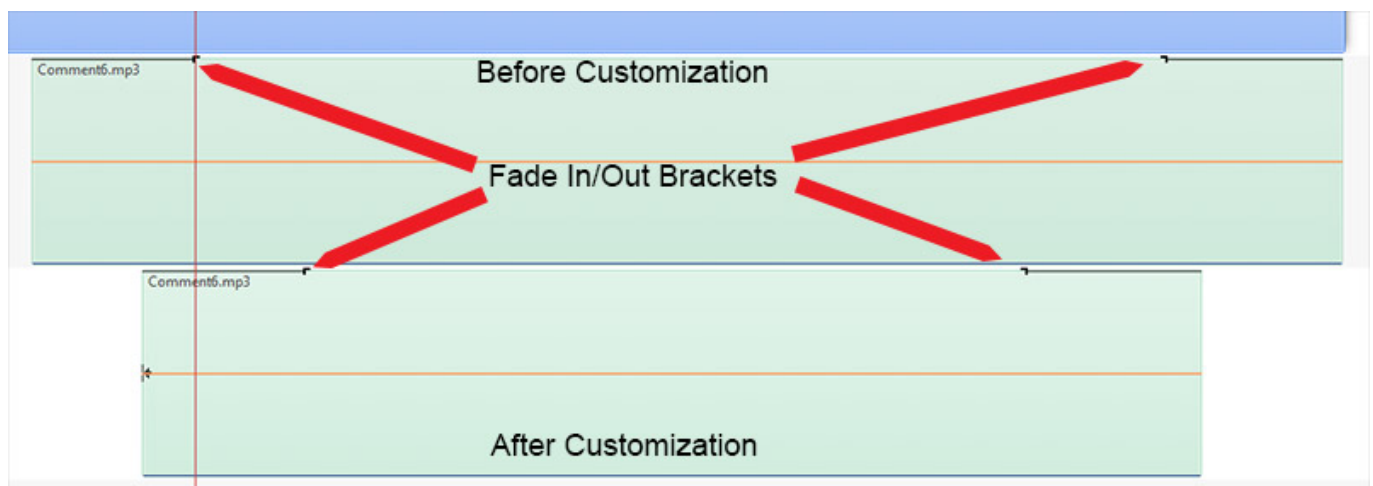 Comment6.mp3
Before Customization
Fade In/Out Brackets
Comment6.mp3
After Customization